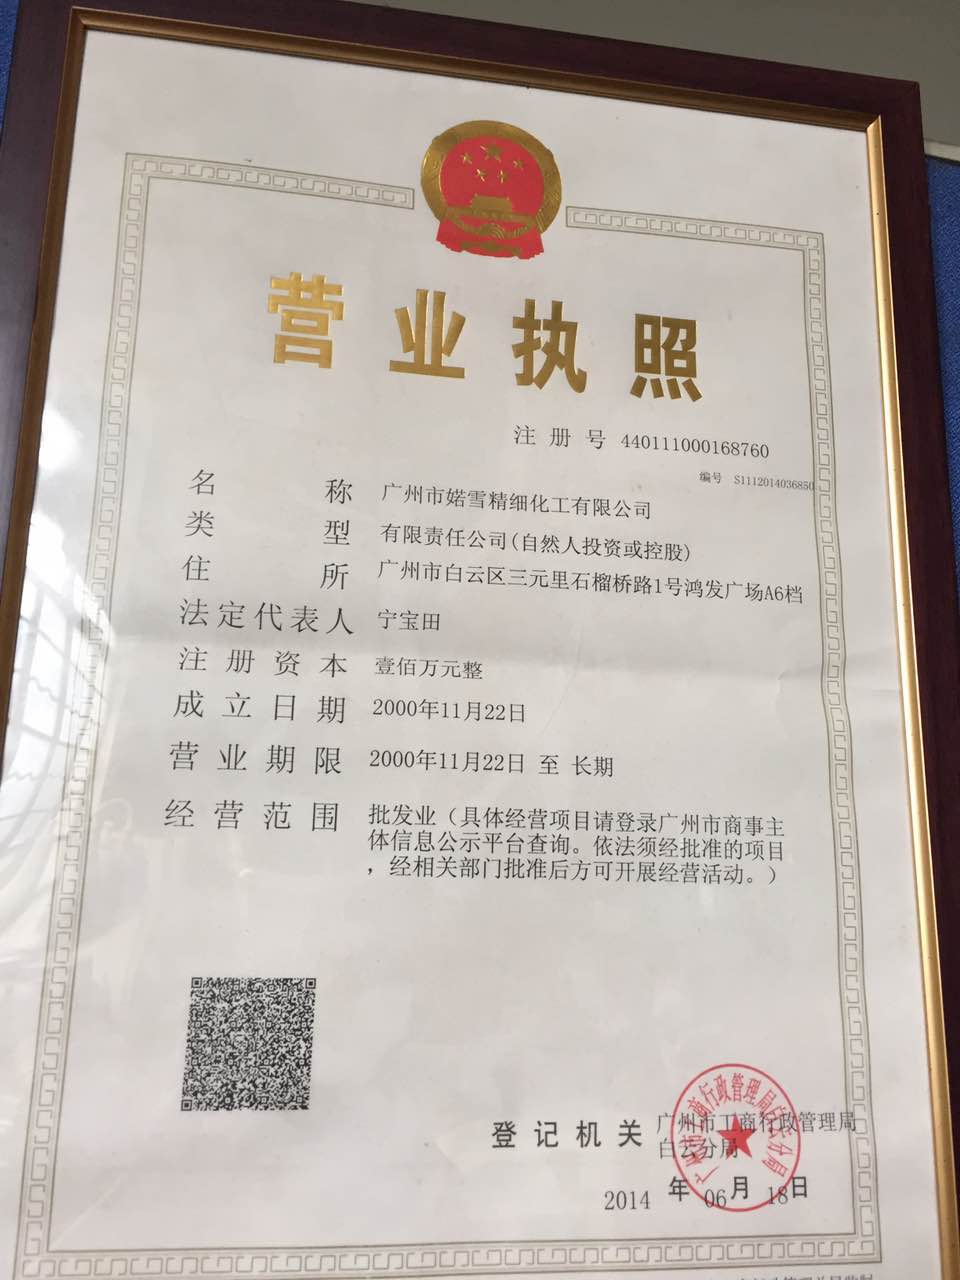 营业执照
注册号 440111000168760
编号 S1112014036850
名称 广州市婼雪精细化工有限公司
类型 有限责任公司(自然人投资或控股)
住所 广州市白云区三元里石榴桥路1号鸿发广场A6档
法定代表人 宁宝田
注册资本 壹佰万元整
成立日期 2000年11月22日
营业期限 2000年11月22日 至 长期
经营范围 批发业（具体经营项目请登录广州市商事主
体信息公示平台查询。依法须经批准的项目
，经相关部门批准后方可开展经营活动。）
登记机关 广州市工商行政管理局
白云分局
广州市工商行政管理局白云分局
2014 年 06 月 18 日